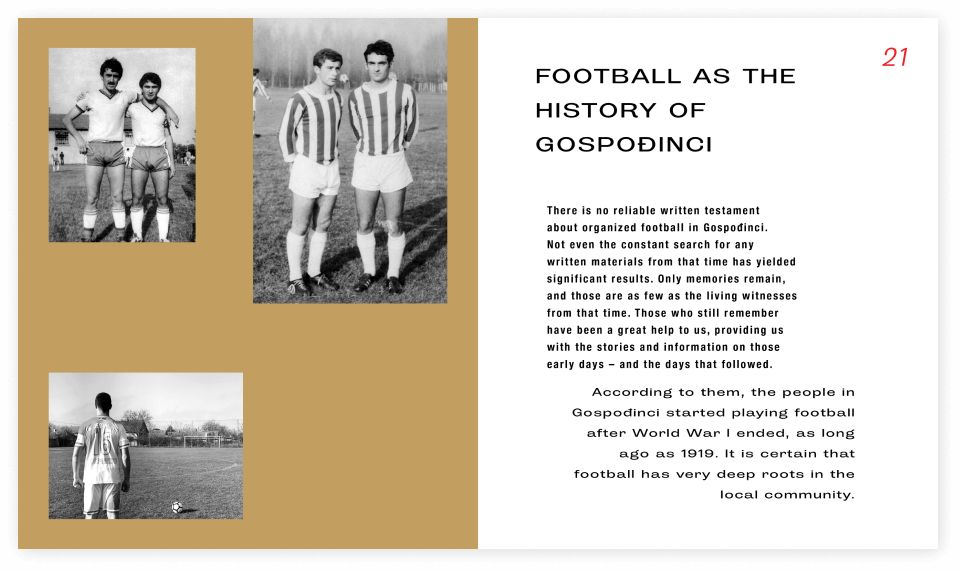 21
FOOTBALL AS THE
HISTORY OF
GOSPOĐINCI
There is no reliable written testament
about organized football in Gospođinci.
Not even the constant search for any
written materials from that time has yielded
significant results. Only memories remain,
and those are as few as the living witnesses
from that time. Those who still remember
have been a great help to us, providing us
with the stories and information on those
early days – and the days that followed.
According to them, the people in
Gospođinci started playing football
after World War I ended, as long
ago as 1919. It is certain that
football has very deep roots in the
local community.